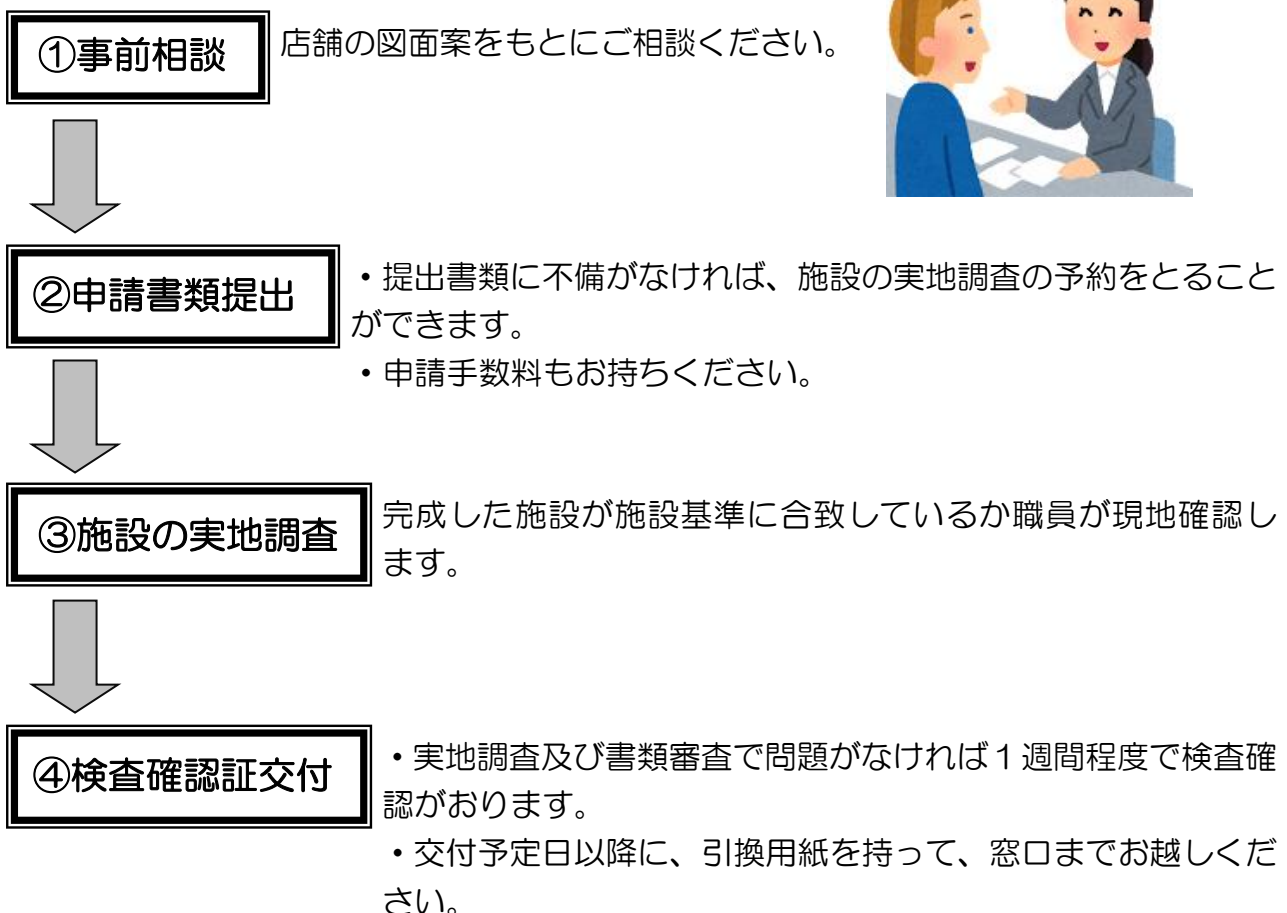 ①事前相談
店舗の図面案をもとにご相談ください。
②申請書類提出
・提出書類に不備がなければ、施設の実地調査の予約をとること
ができます。
・申請手数料もお持ちください。
③施設の実地調査
完成した施設が施設基準に合致しているか職員が現地確認し
ます。
④検査確認証交付
・実地調査及び書類審査で問題がなければ１週間程度で検査確
認がおります。
・交付予定日以降に、引換用紙を持って、窓口までお越しくだ
さい。